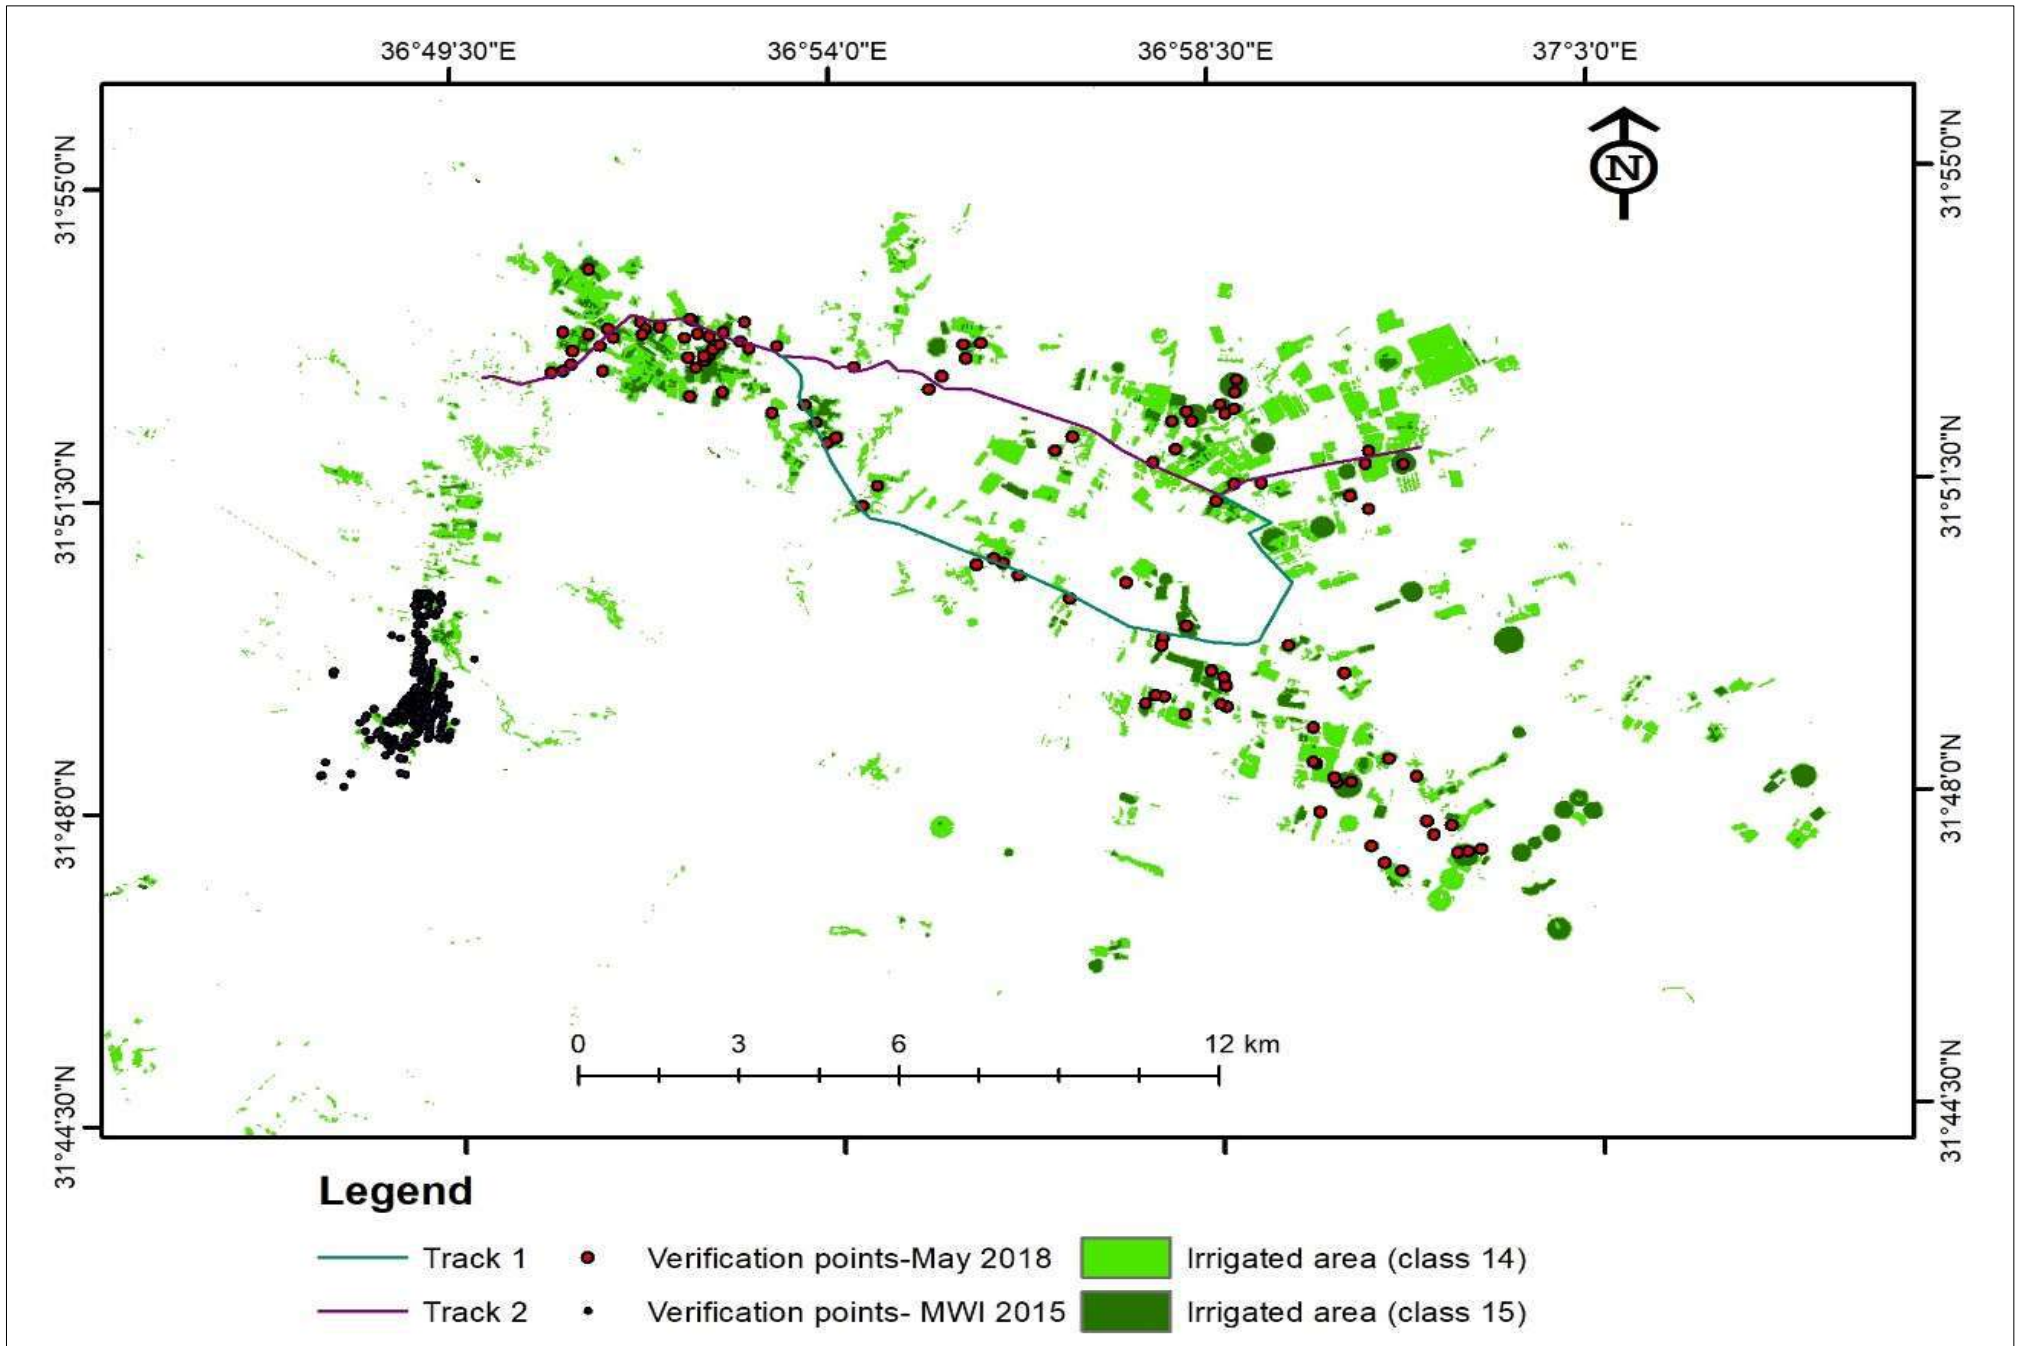 36°49'30"E 36°54'0"E 36°58'30"E 37°3'0"E
N
31°55'0"N 31°55'0"N
31°51'30"N 31°51'30"N
31°48'0"N 31°48'0"N
31°44'30"N 31°44'30"N
0 3 6 12 km
Legend
Track 1 Verification points-May 2018 Irrigated area (class 14)
Track 2 Verification points- MWI 2015 Irrigated area (class 15)